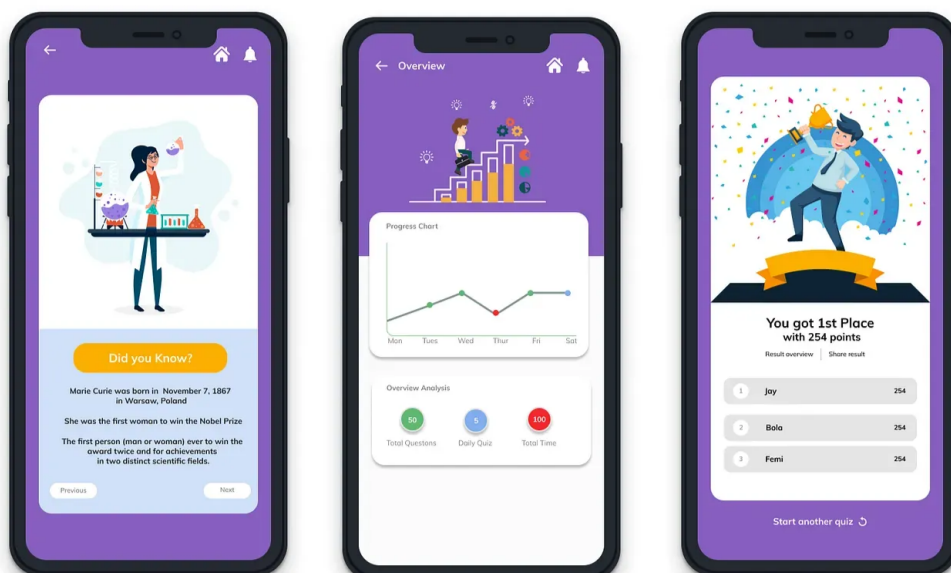 Did you Know?
Marie Curie was born in November 7, 1867
in Warsaw, Poland
She was the first woman to win the Nobel Prize
The first person (man or woman) ever to win the
award twice and for achievements
in two distinct scientific fields.
Previous
Next
Overview
$
Progress Chart
Mon Tues Wed Thur Fri Sat
Overview Analysis
50 5 100
Total Questons Daily Quiz Total Time
You got 1st Place
with 254 points
Result overview | Share result
1 Jay 254
2 Bola 254
3 Femi 254
Start another quiz